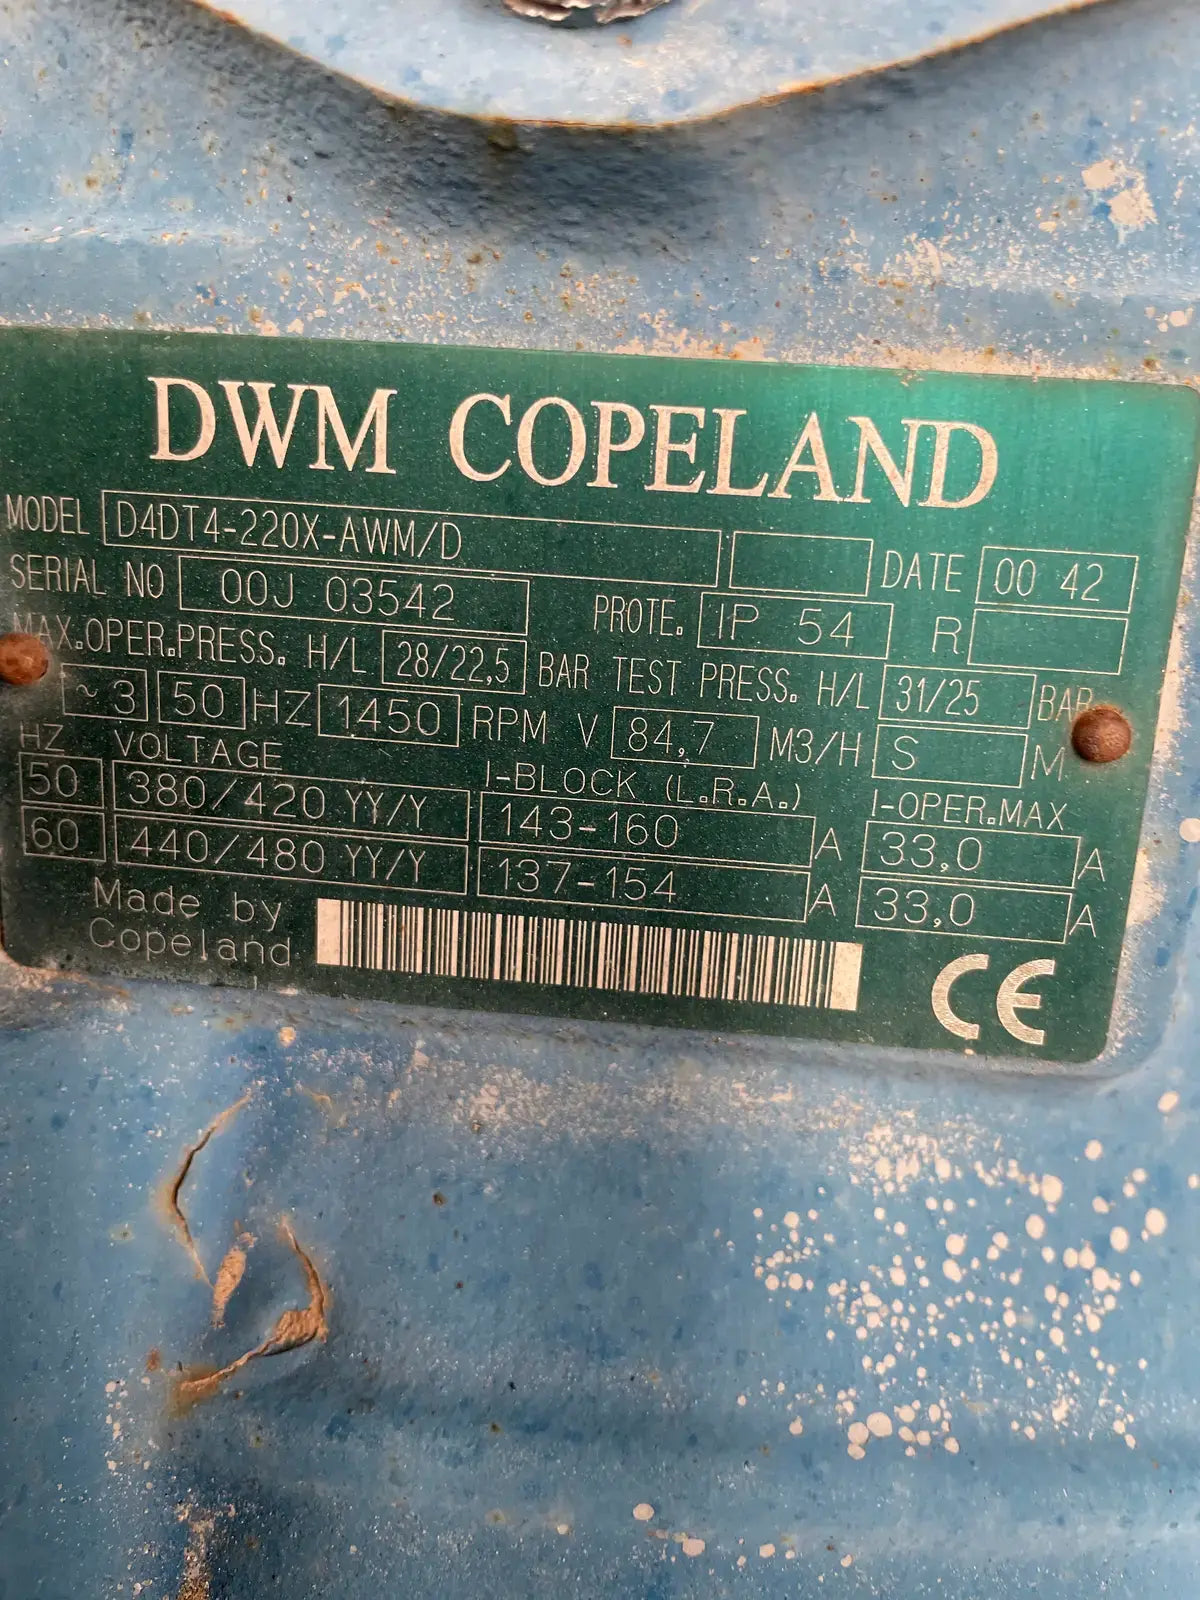 DWM COPELAND
MODEL D4DT4-220X-AWM/D DATE 00 42
SERIAL NO 00J 03542 PROTE. IP 54 R
MAX.OPER.PRESS. H/L 28/22,5 BAR TEST PRESS. H/L 31/25 BAR
~3 50 HZ 1450 RPM V 84,7 M3/H S M
HZ VOLTAGE I-BLOCK (L.R.A.) I-OPER.MAX
50 380/420 YY/Y 143-160 A 33,0 A
60 440/480 YY/Y 137-154 A 33,0 A
Made by
Copeland
CE